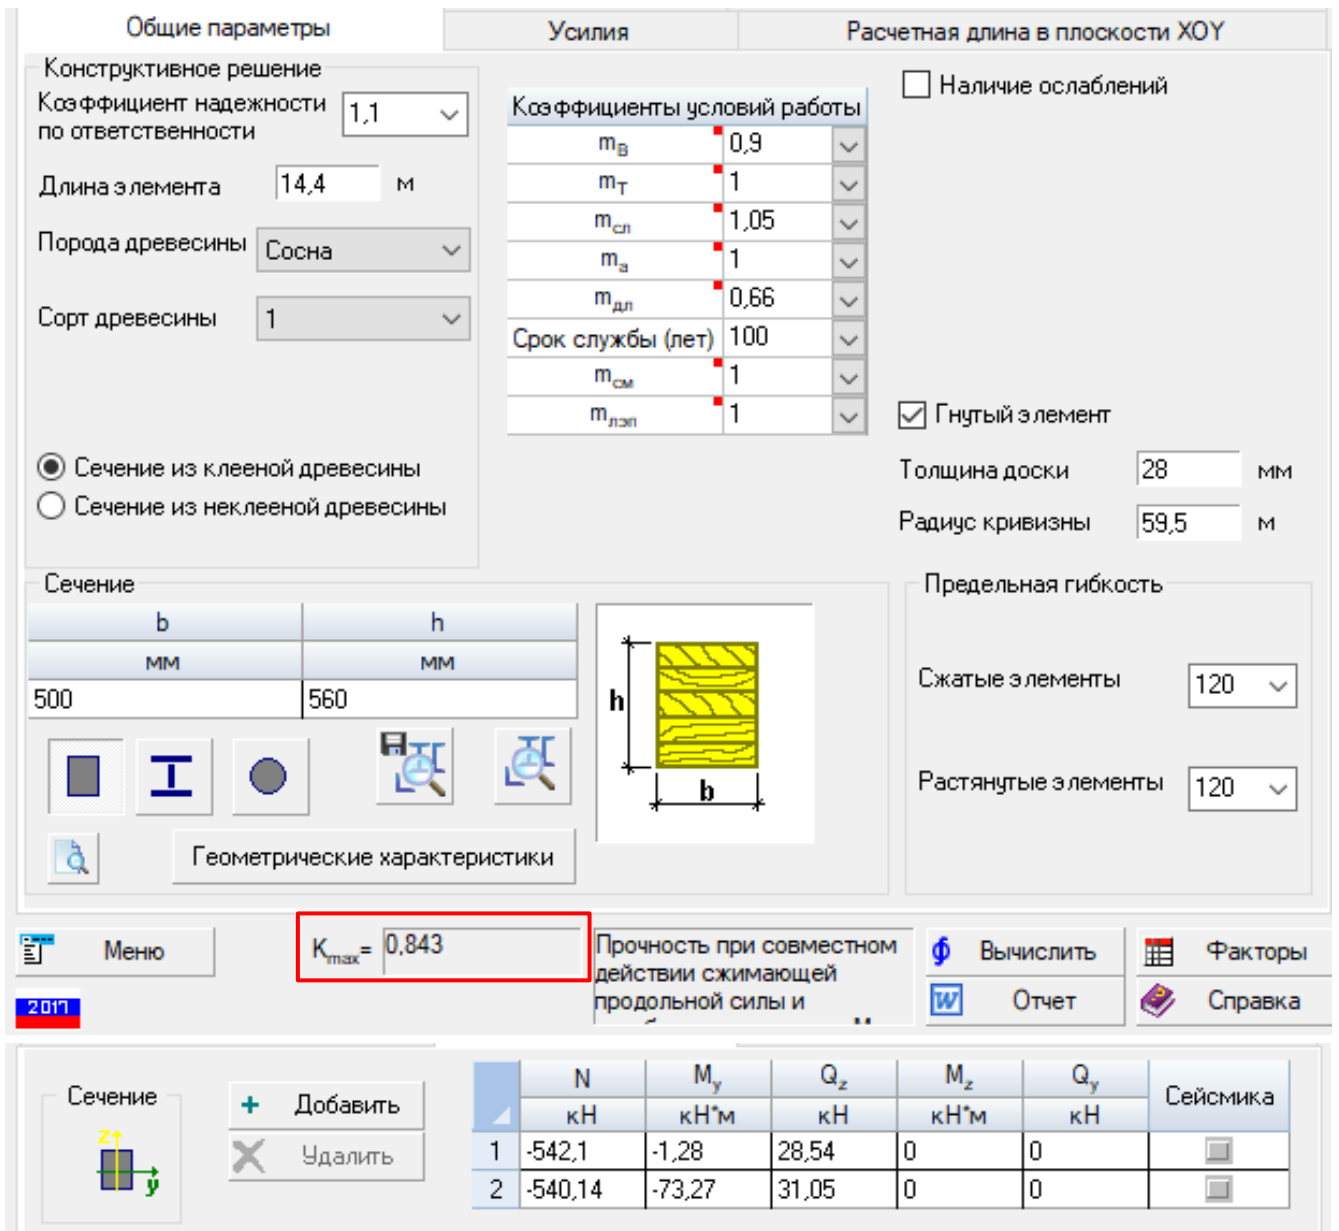 Общие параметры
Усилия
Расчетная длина в плоскости XOY
Конструктивное решение
Коэффициент надежности
по ответственности
1,1
Длина элемента
14,4
м
Порода древесины
Сосна
Сорт древесины
1
Сечение из клееной древесины
Сечение из неклееной древесины
Коэффициенты условий работы
mВ 0,9
mТ 1
mсл 1,05
mа 1
mдл 0,66
Срок службы (лет) 100
mсм 1
mлэп 1
Наличие ослаблений
Гнутый элемент
Толщина доски 28 мм
Радиус кривизны 59,5 м
Сечение
b h
мм мм
500 560
h
b
Геометрические характеристики
Предельная гибкость
Сжатые элементы 120
Растянутые элементы 120
Меню
Kmax= 0,843
Прочность при совместном
действии сжимающей
продольной силы и
Вычислить
Факторы
Отчет
Справка
2017
Сечение
z
y
Добавить
Удалить
N My Qz Mz Qy Сейсмика
кН кН*м кН кН*м кН
1 -542,1 -1,28 28,54 0 0
2 -540,14 -73,27 31,05 0 0